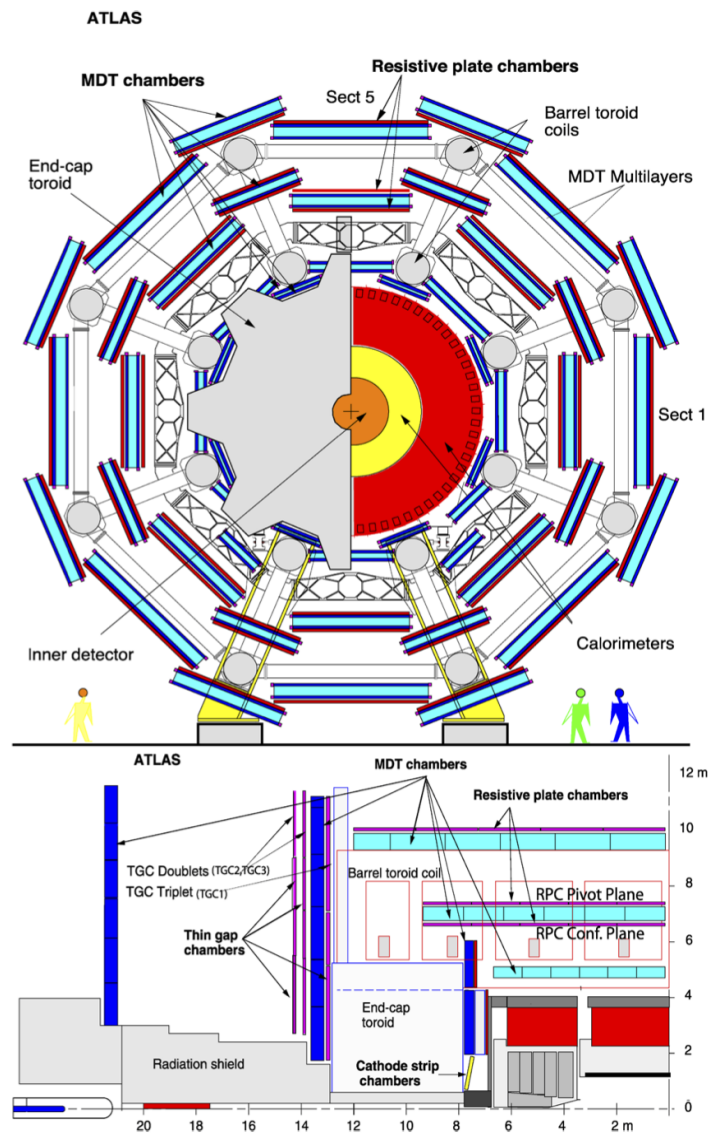 ATLAS
MDT chambers
Resistive plate chambers
Sect 5
Barrel toroid
coils
End-cap
toroid
MDT Multilayers
Sect 1
Inner detector
Calorimeters
ATLAS
MDT chambers
12 m
Resistive plate chambers
10
TGC Doublets (TGC2,TGC3)
Barrel toroid coil
TGC Triplet (TGC1)
8
RPC Pivot Plane
Thin gap
chambers
RPC Conf. Plane
6
4
End-cap
toroid
Radiation shield
Cathode strip
chambers
2
0
20
18
16
14
12
10
8
6
4
2 m